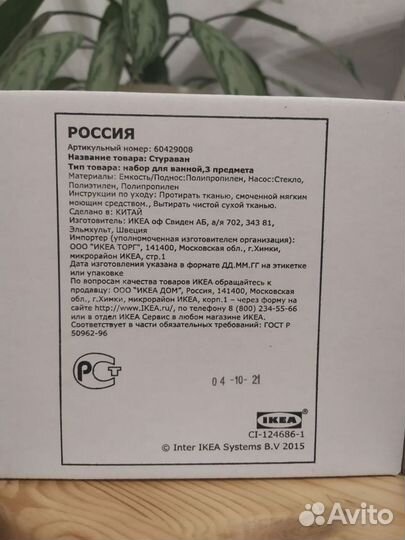 РОССИЯ
Артикульный номер: 60429008
Название товара: Стураван
Тип товара: набор для ванной,3 предмета
Материалы: Емкость/Поднос:Полипропилен, Насос:Стекло,
Полиэтилен, Полипропилен
Инструкции по уходу: Протирать тканью, смоченной мягким
моющим средством., Вытирать чистой сухой тканью.
Сделано в: КИТАЙ
Изготовитель: ИКЕА оф Свиден АБ, а/я 702, 343 81,
Эльмхульт, Швеция
Импортер (уполномоченная изготовителем организация):
ООО "ИКЕА ТОРГ", 141400, Московская обл., г.Химки,
микрорайон ИКЕА, стр.1
Дата изготовления указана в формате ДД.ММ.ГГ на этикетке
или упаковке
По вопросам качества товаров ИКЕА обращайтесь к
продавцу: ООО "ИКЕА ДОМ", Россия, 141400, Московская
обл., г.Химки, микрорайон ИКЕА, корп.1 – через форму на
сайте http://www.IKEA.ru/, по телефону 8 (800) 234-55-66
или в отдел ИКЕА Сервис в любом магазине ИКЕА.
Соответствует в части обязательных требований: ГОСТ Р
50962-96
РСТ
04-10-21
IKEA
CI-124686-1
© Inter IKEA Systems B.V 2015
Avito